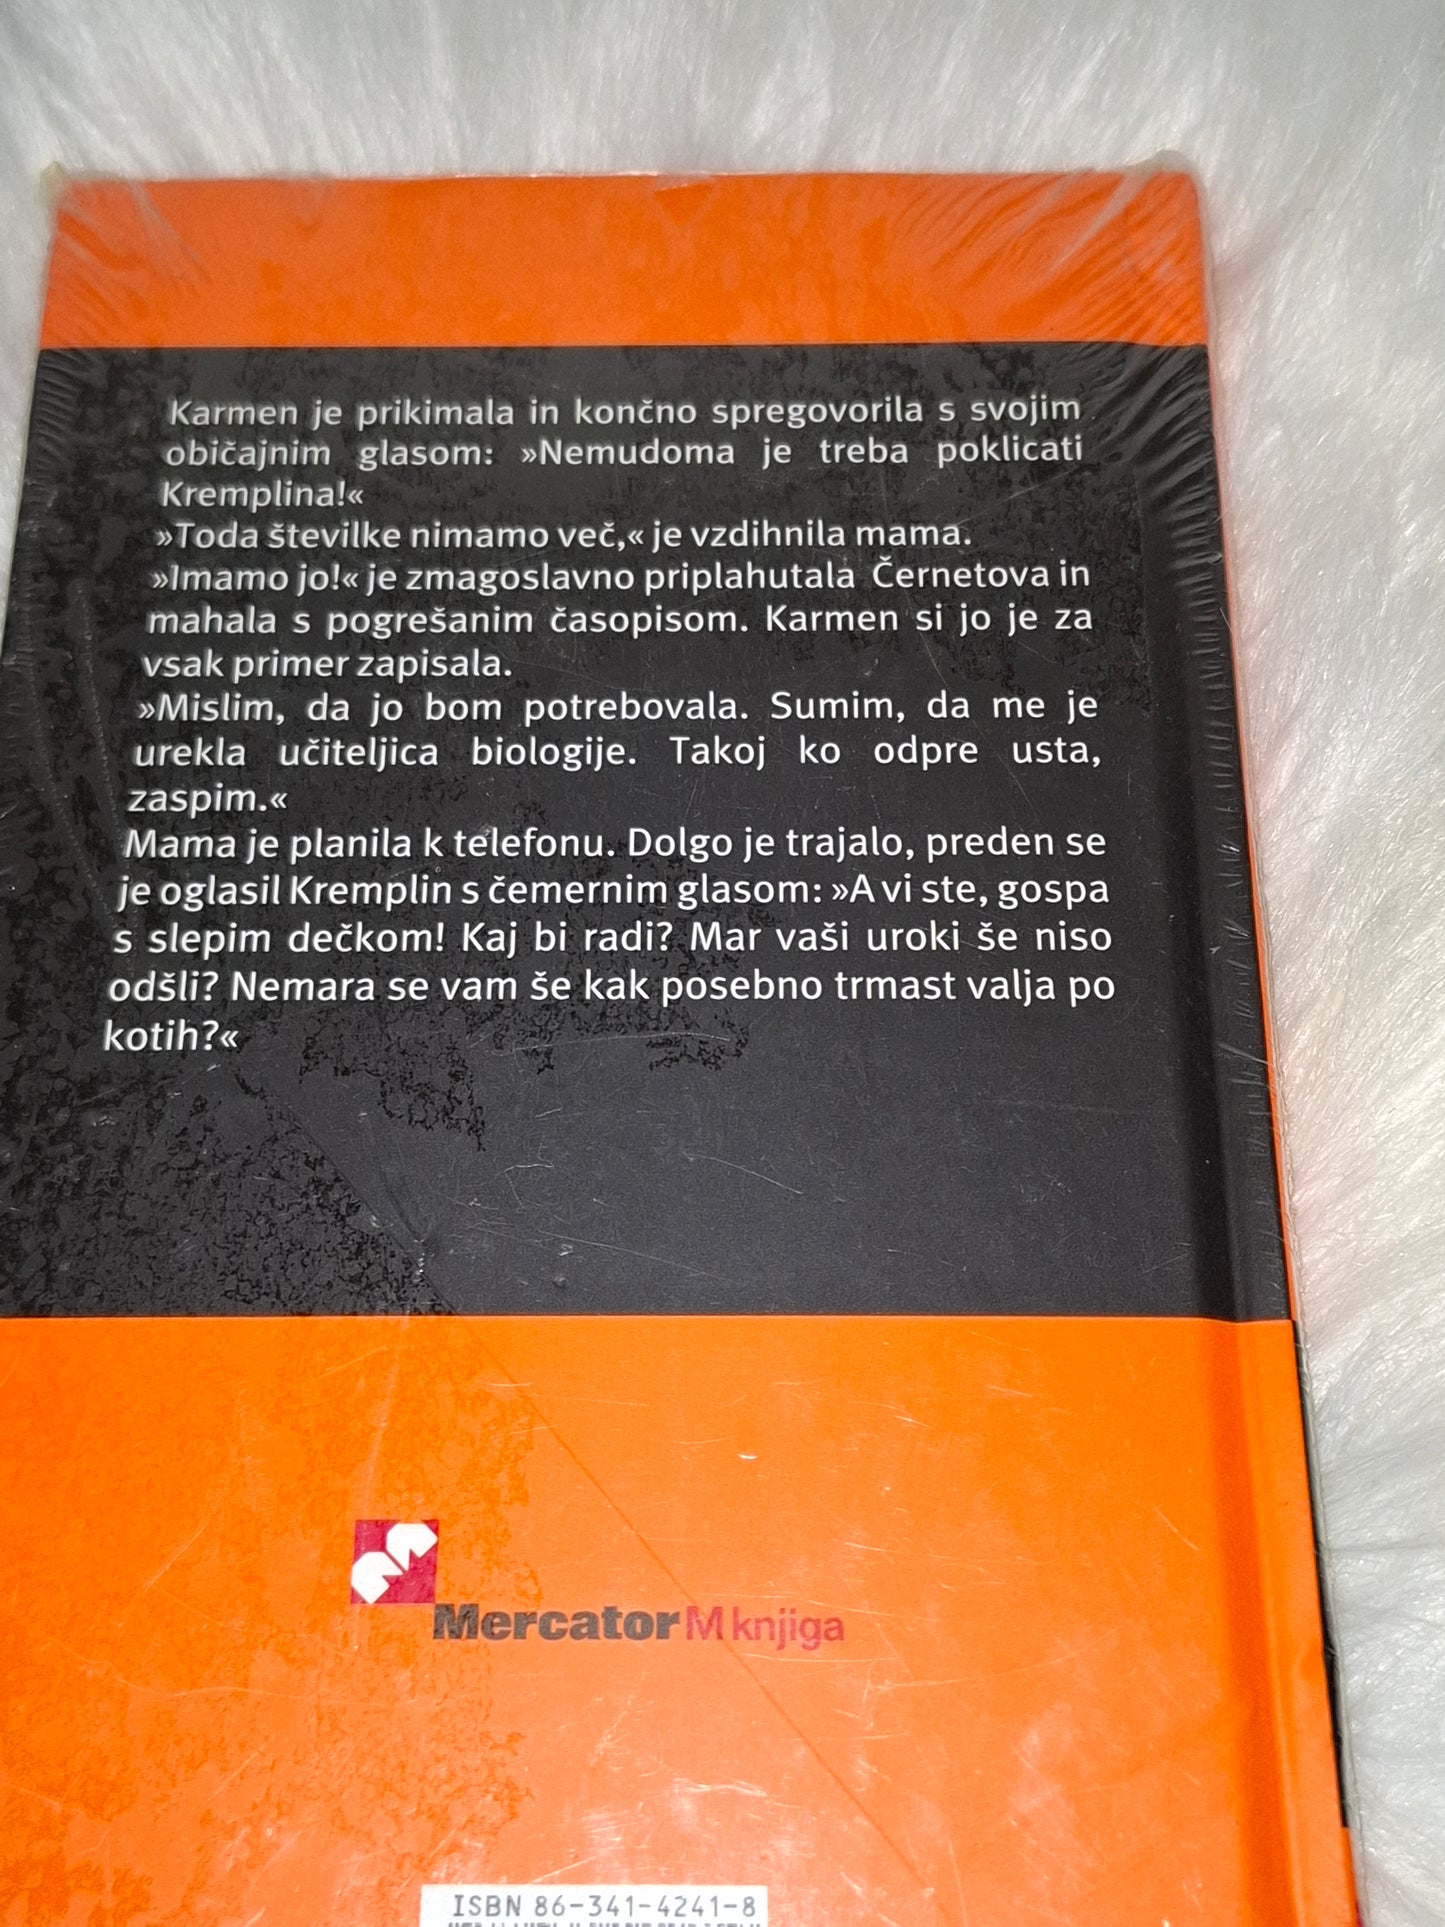 Karmen je prikimala in končno spregovorila s svojim
običajnim glasom: »Nemudoma je treba poklicati
Kremplina!«
»Toda številke nimamo več,« je vzdihnila mama.
»Imamo jo!« je zmagoslavno priplahutala Černetova in
mahala s pogrešanim časopisom. Karmen si jo je za
vsak primer zapisala.
»Mislim, da jo bom potrebovala. Sumim, da me je
urekla učiteljica biologije. Takoj ko odpre usta,
zaspim.«
Mama je planila k telefonu. Dolgo je trajalo, preden se
je oglasil Kremplin s čemernim glasom: »A vi ste, gospa
s slepim dečkom! Kaj bi radi? Mar vaši uroki še niso
odšli? Nemara se vam še kak posebno trmast valja po
kotih?«
Mercator M knjiga
ISBN 86-341-4241-8